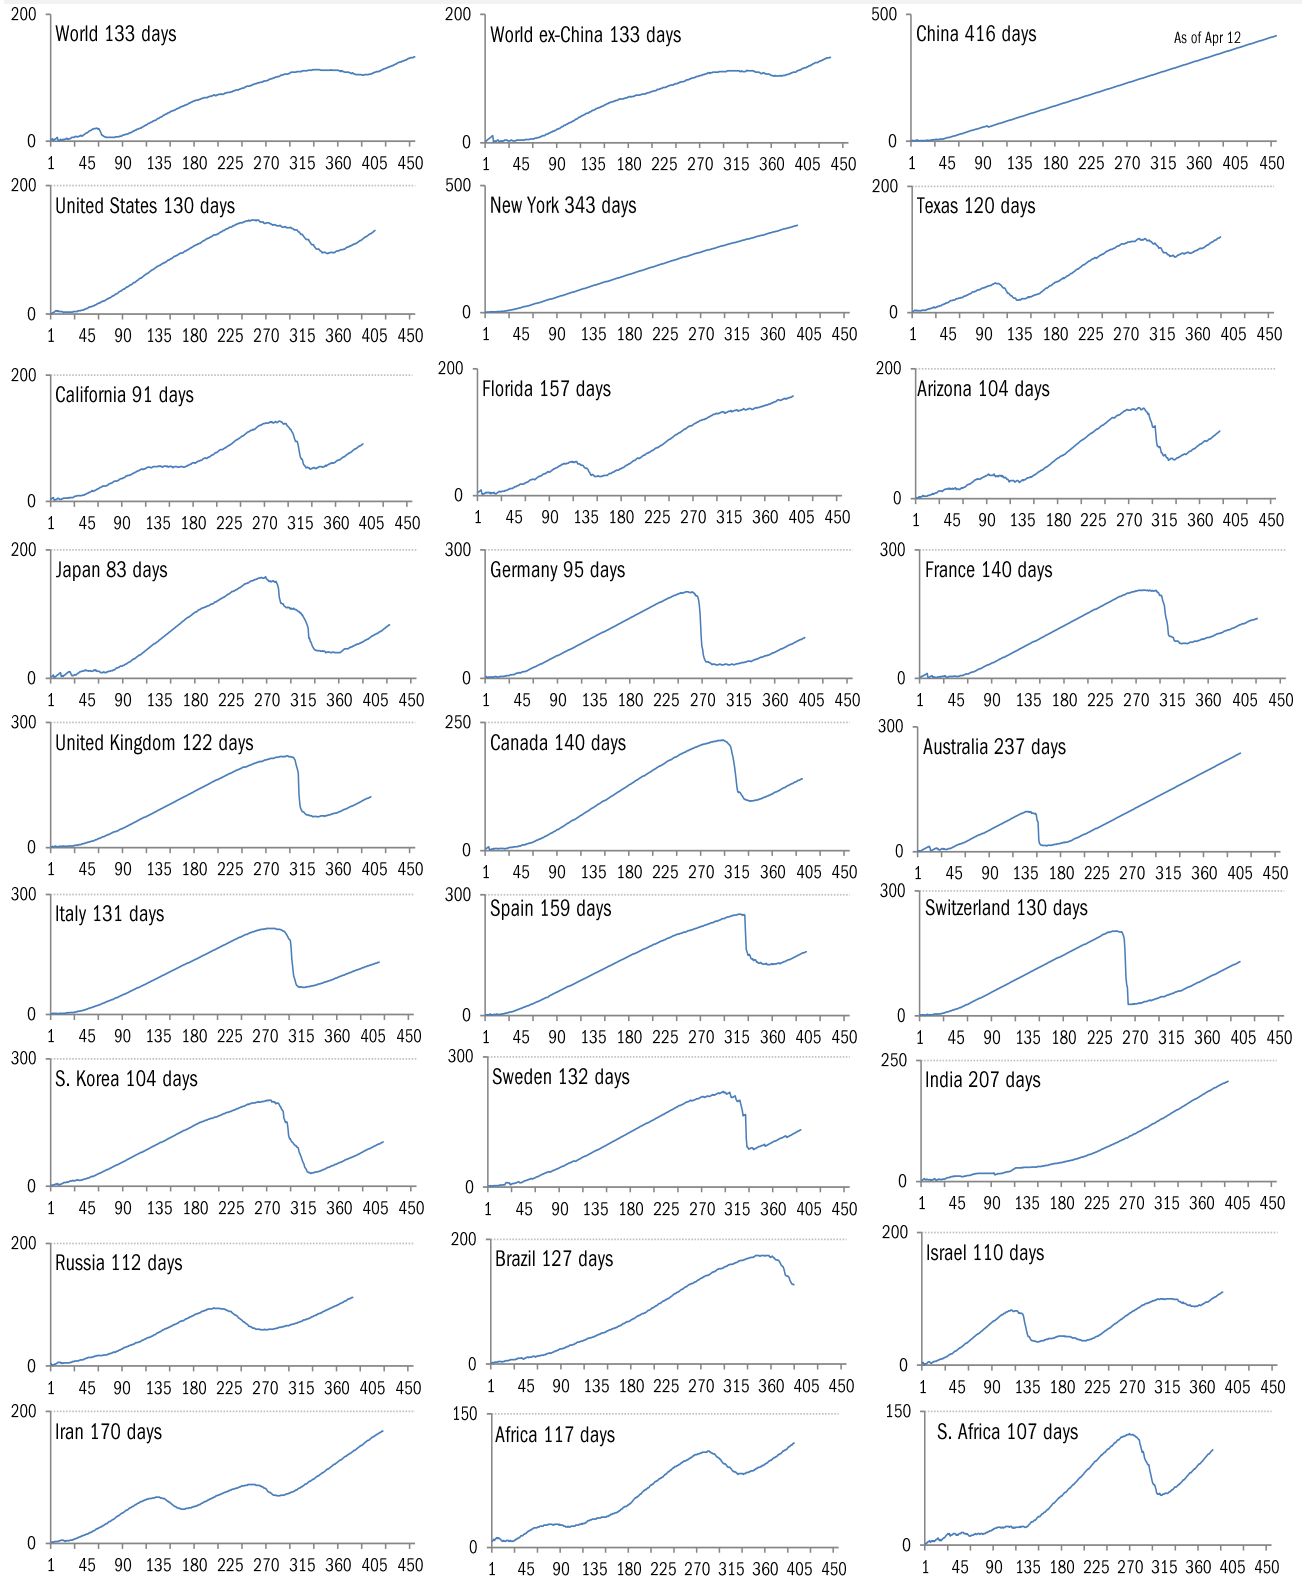 200
World 133 days
0
1 45 90 135 180 225 270 315 360 405 450
200
World ex-China 133 days
0
1 45 90 135 180 225 270 315 360 405 450
500
China 416 days
As of Apr 12
250
0
1 45 90 135 180 225 270 315 360 405 450
200
United States 130 days
0
1 45 90 135 180 225 270 315 360 405 450
500
New York 343 days
0
1 45 90 135 180 225 270 315 360 405 450
200
Texas 120 days
0
1 45 90 135 180 225 270 315 360 405 450
200
California 91 days
0
1 45 90 135 180 225 270 315 360 405 450
200
Florida 157 days
0
1 45 90 135 180 225 270 315 360 405 450
200
Arizona 104 days
0
1 45 90 135 180 225 270 315 360 405 450
200
Japan 83 days
0
1 45 90 135 180 225 270 315 360 405 450
300
Germany 95 days
0
1 45 90 135 180 225 270 315 360 405 450
300
France 140 days
0
1 45 90 135 180 225 270 315 360 405 450
300
United Kingdom 122 days
0
1 45 90 135 180 225 270 315 360 405 450
250
Canada 140 days
0
1 45 90 135 180 225 270 315 360 405 450
300
Australia 237 days
0
1 45 90 135 180 225 270 315 360 405 450
300
Italy 131 days
0
1 45 90 135 180 225 270 315 360 405 450
300
Spain 159 days
0
1 45 90 135 180 225 270 315 360 405 450
300
Switzerland 130 days
0
1 45 90 135 180 225 270 315 360 405 450
300
S. Korea 104 days
0
1 45 90 135 180 225 270 315 360 405 450
300
Sweden 132 days
0
1 45 90 135 180 225 270 315 360 405 450
250
India 207 days
0
1 45 90 135 180 225 270 315 360 405 450
200
Russia 112 days
0
1 45 90 135 180 225 270 315 360 405 450
200
Brazil 127 days
0
1 45 90 135 180 225 270 315 360 405 450
200
Israel 110 days
0
1 45 90 135 180 225 270 315 360 405 450
200
Iran 170 days
0
1 45 90 135 180 225 270 315 360 405 450
150
Africa 117 days
0
1 45 90 135 180 225 270 315 360 405 450
150
S. Africa 107 days
0
1 45 90 135 180 225 270 315 360 405 450